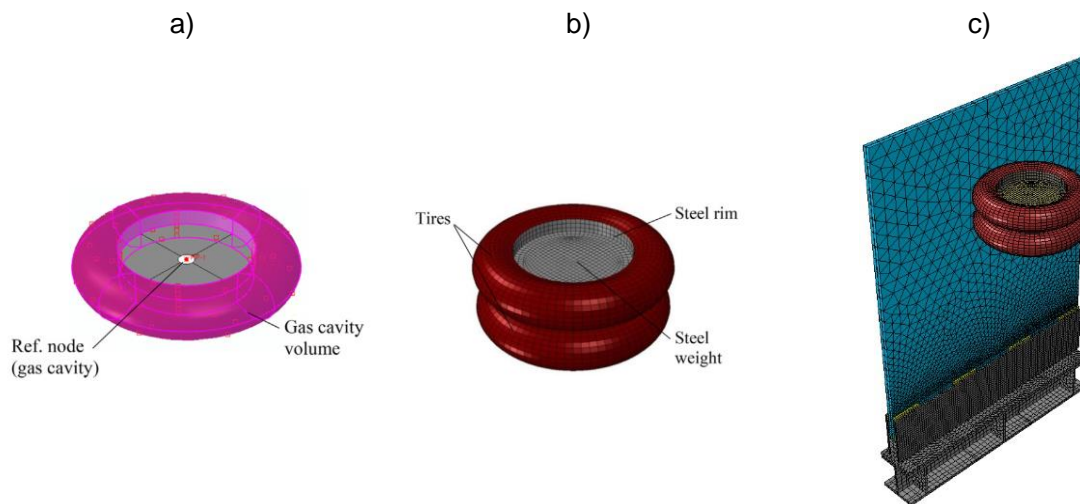 a)
b)
c)
Ref. node
(gas cavity)
Gas cavity
volume
Tires
Steel rim
Steel
weight